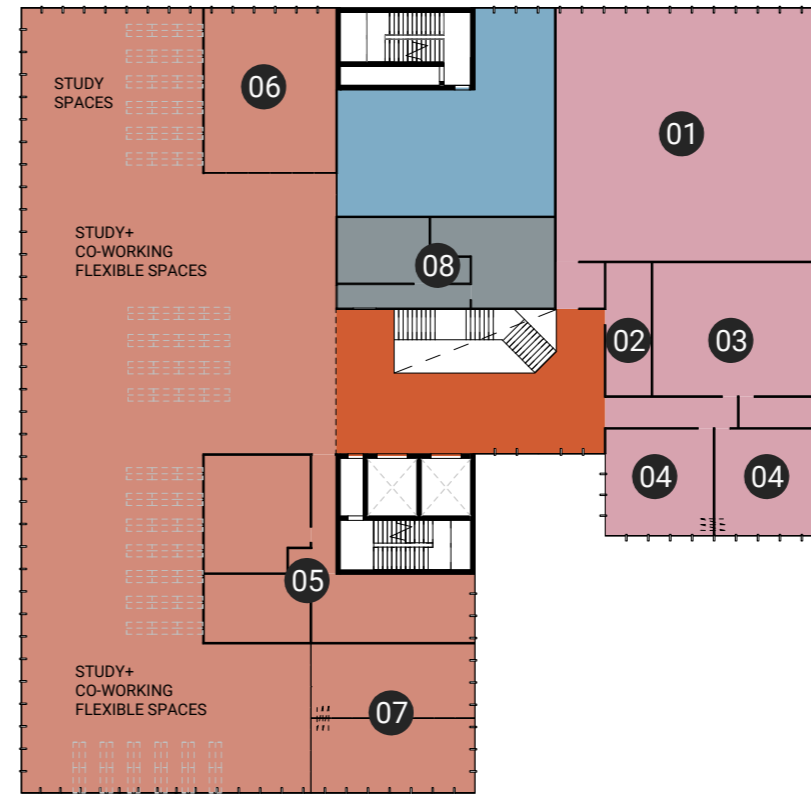 06
STUDY
SPACES
01
STUDY+
CO-WORKING
FLEXIBLE SPACES
08
02
03
04
04
05
STUDY+
CO-WORKING
FLEXIBLE SPACES
07